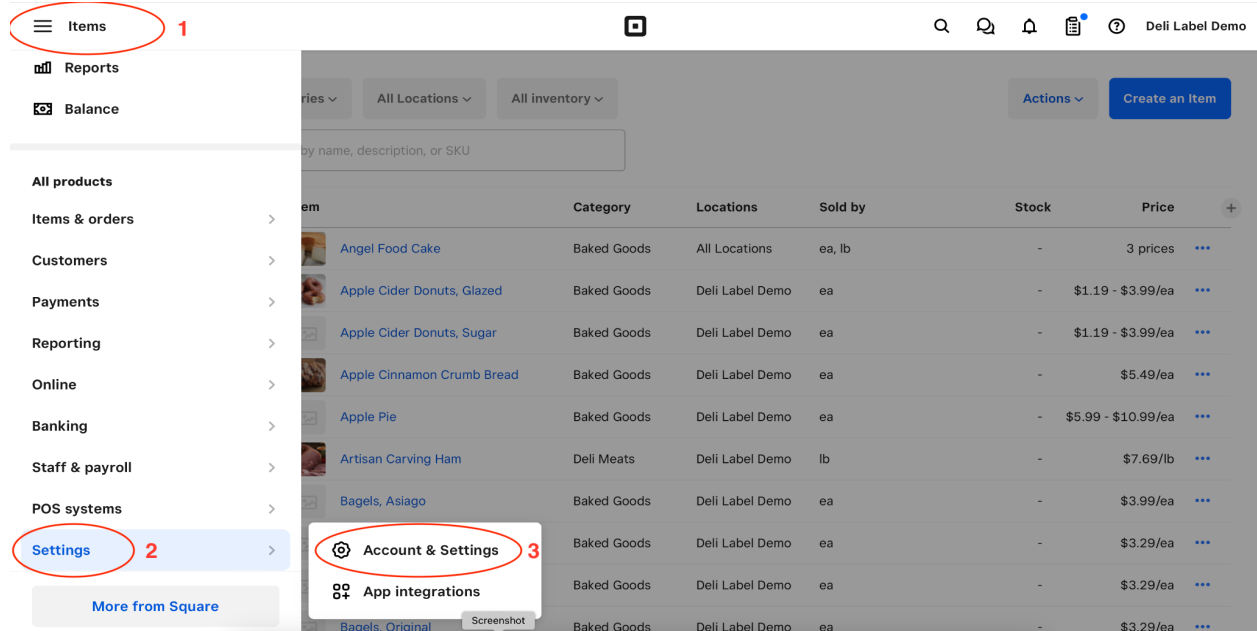 Items 1
Deli Label Demo
Reports
Balance
ries All Locations All inventory Actions Create an Item
by name, description, or SKU
All products
Items & orders
Customers
Payments
Reporting
Online
Banking
Staff & payroll
POS systems
Settings 2
More from Square
Account & Settings 3
App integrations
Screenshot
em Category Locations Sold by Stock Price +
Angel Food Cake Baked Goods All Locations ea, lb - 3 prices •••
Apple Cider Donuts, Glazed Baked Goods Deli Label Demo ea - $1.19 - $3.99/ea •••
Apple Cider Donuts, Sugar Baked Goods Deli Label Demo ea - $1.19 - $3.99/ea •••
Apple Cinnamon Crumb Bread Baked Goods Deli Label Demo ea - $5.49/ea •••
Apple Pie Baked Goods Deli Label Demo ea - $5.99 - $10.99/ea •••
Artisan Carving Ham Deli Meats Deli Label Demo lb - $7.69/lb •••
Bagels, Asiago Baked Goods Deli Label Demo ea - $3.99/ea •••
Baked Goods Deli Label Demo ea - $3.29/ea •••
Baked Goods Deli Label Demo ea - $3.29/ea •••
Bagels, Original Baked Goods Deli Label Demo ea - $3.29/ea •••